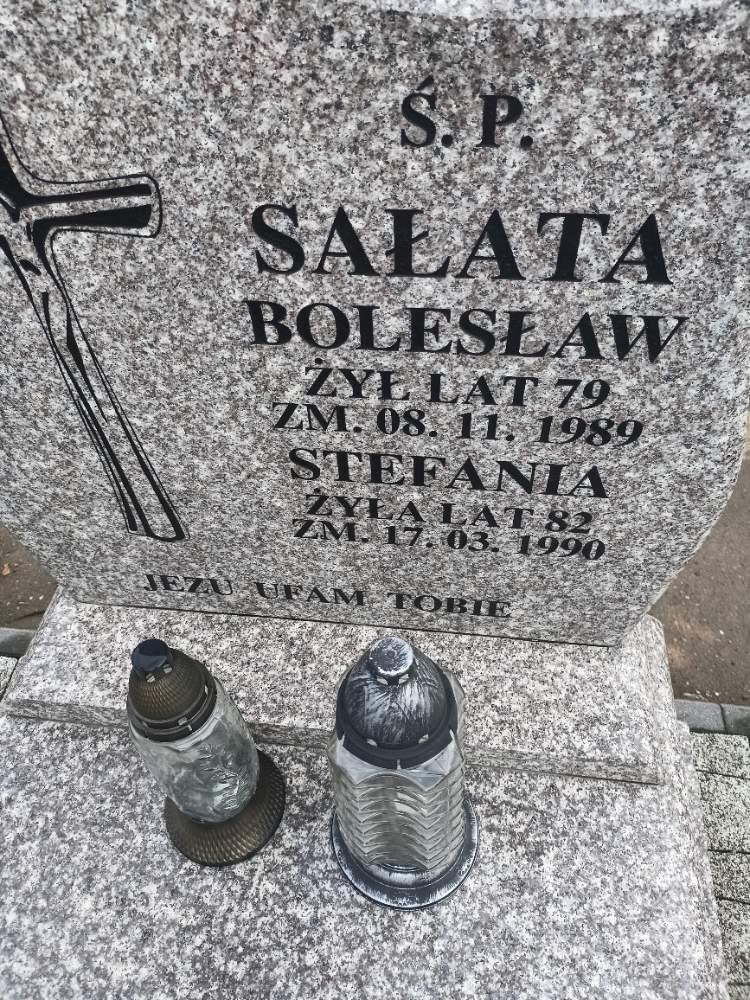 Ś. P.
SAŁATA
BOLESŁAW
ŻYŁ LAT 79
ZM. 08. 11. 1989
STEFANIA
ŻYŁA LAT 82
ZM. 17. 03. 1990
JEZU UFAM TOBIE